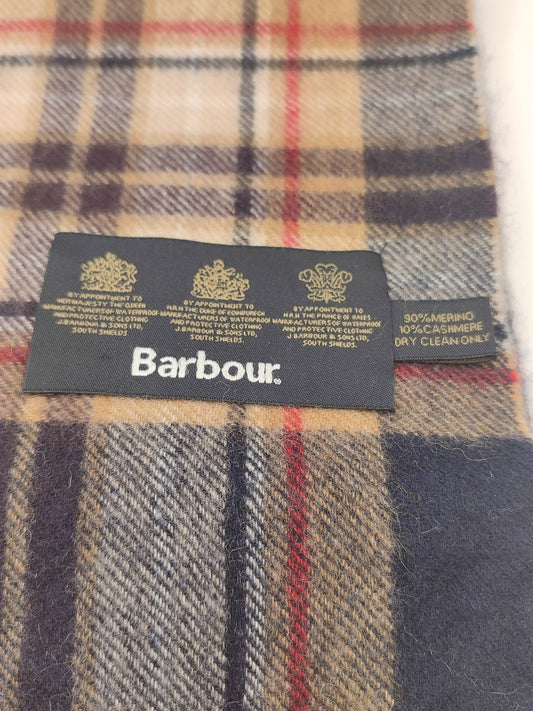 BY APPOINTMENT TO
HER MAJESTY THE QUEEN
MANUFACTURERS OF WATERPROOF
AND PROTECTIVE CLOTHING
J.BARBOUR & SONS LTD,
SOUTH SHIELDS.
BY APPOINTMENT TO
H.R.H THE DUKE OF EDINBURGH
MANUFACTURERS OF WATERPROOF
AND PROTECTIVE CLOTHING
J.BARBOUR & SONS LTD,
SOUTH SHIELDS.
BY APPOINTMENT TO
H.R.H THE PRINCE OF WALES
MANUFACTURERS OF WATERPROOF
AND PROTECTIVE CLOTHING
J.BARBOUR & SONS LTD,
SOUTH SHIELDS.
Barbour®
90% MERINO
10% CASHMERE
DRY CLEAN ONLY